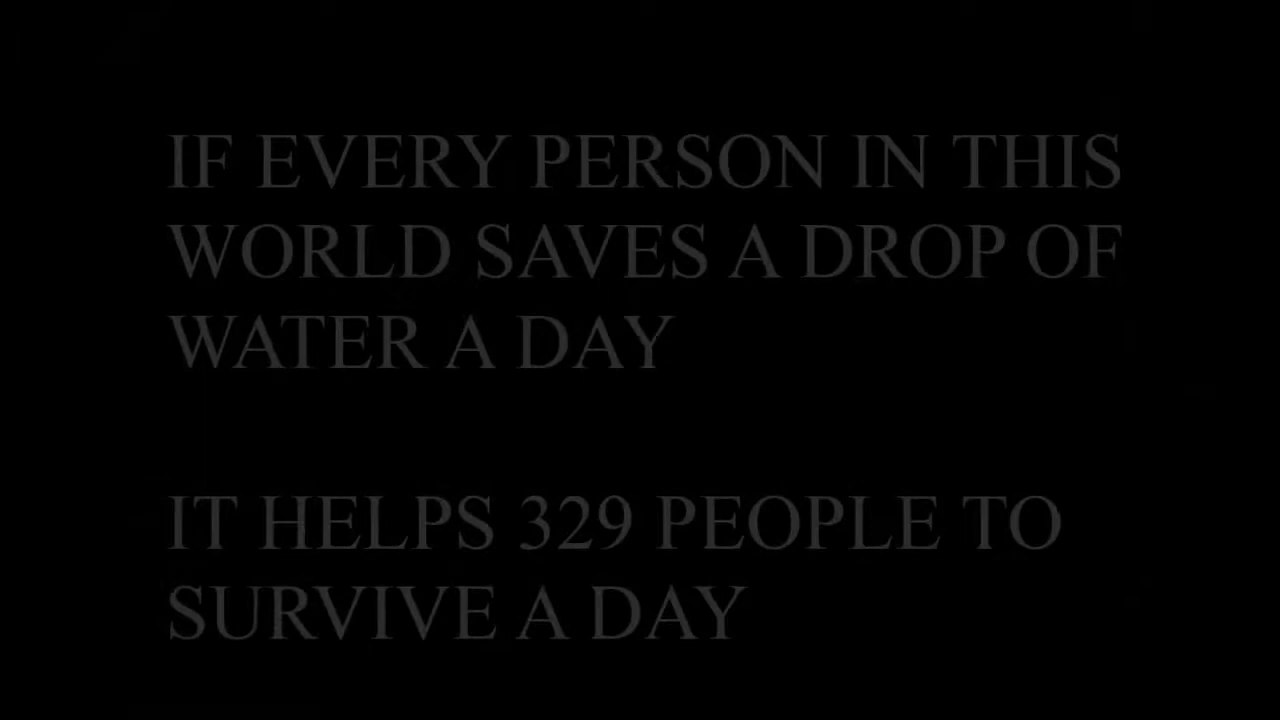 IF EVERY PERSON IN THIS
WORLD SAVES A DROP OF
WATER A DAY
IT HELPS 329 PEOPLE TO
SURVIVE A DAY